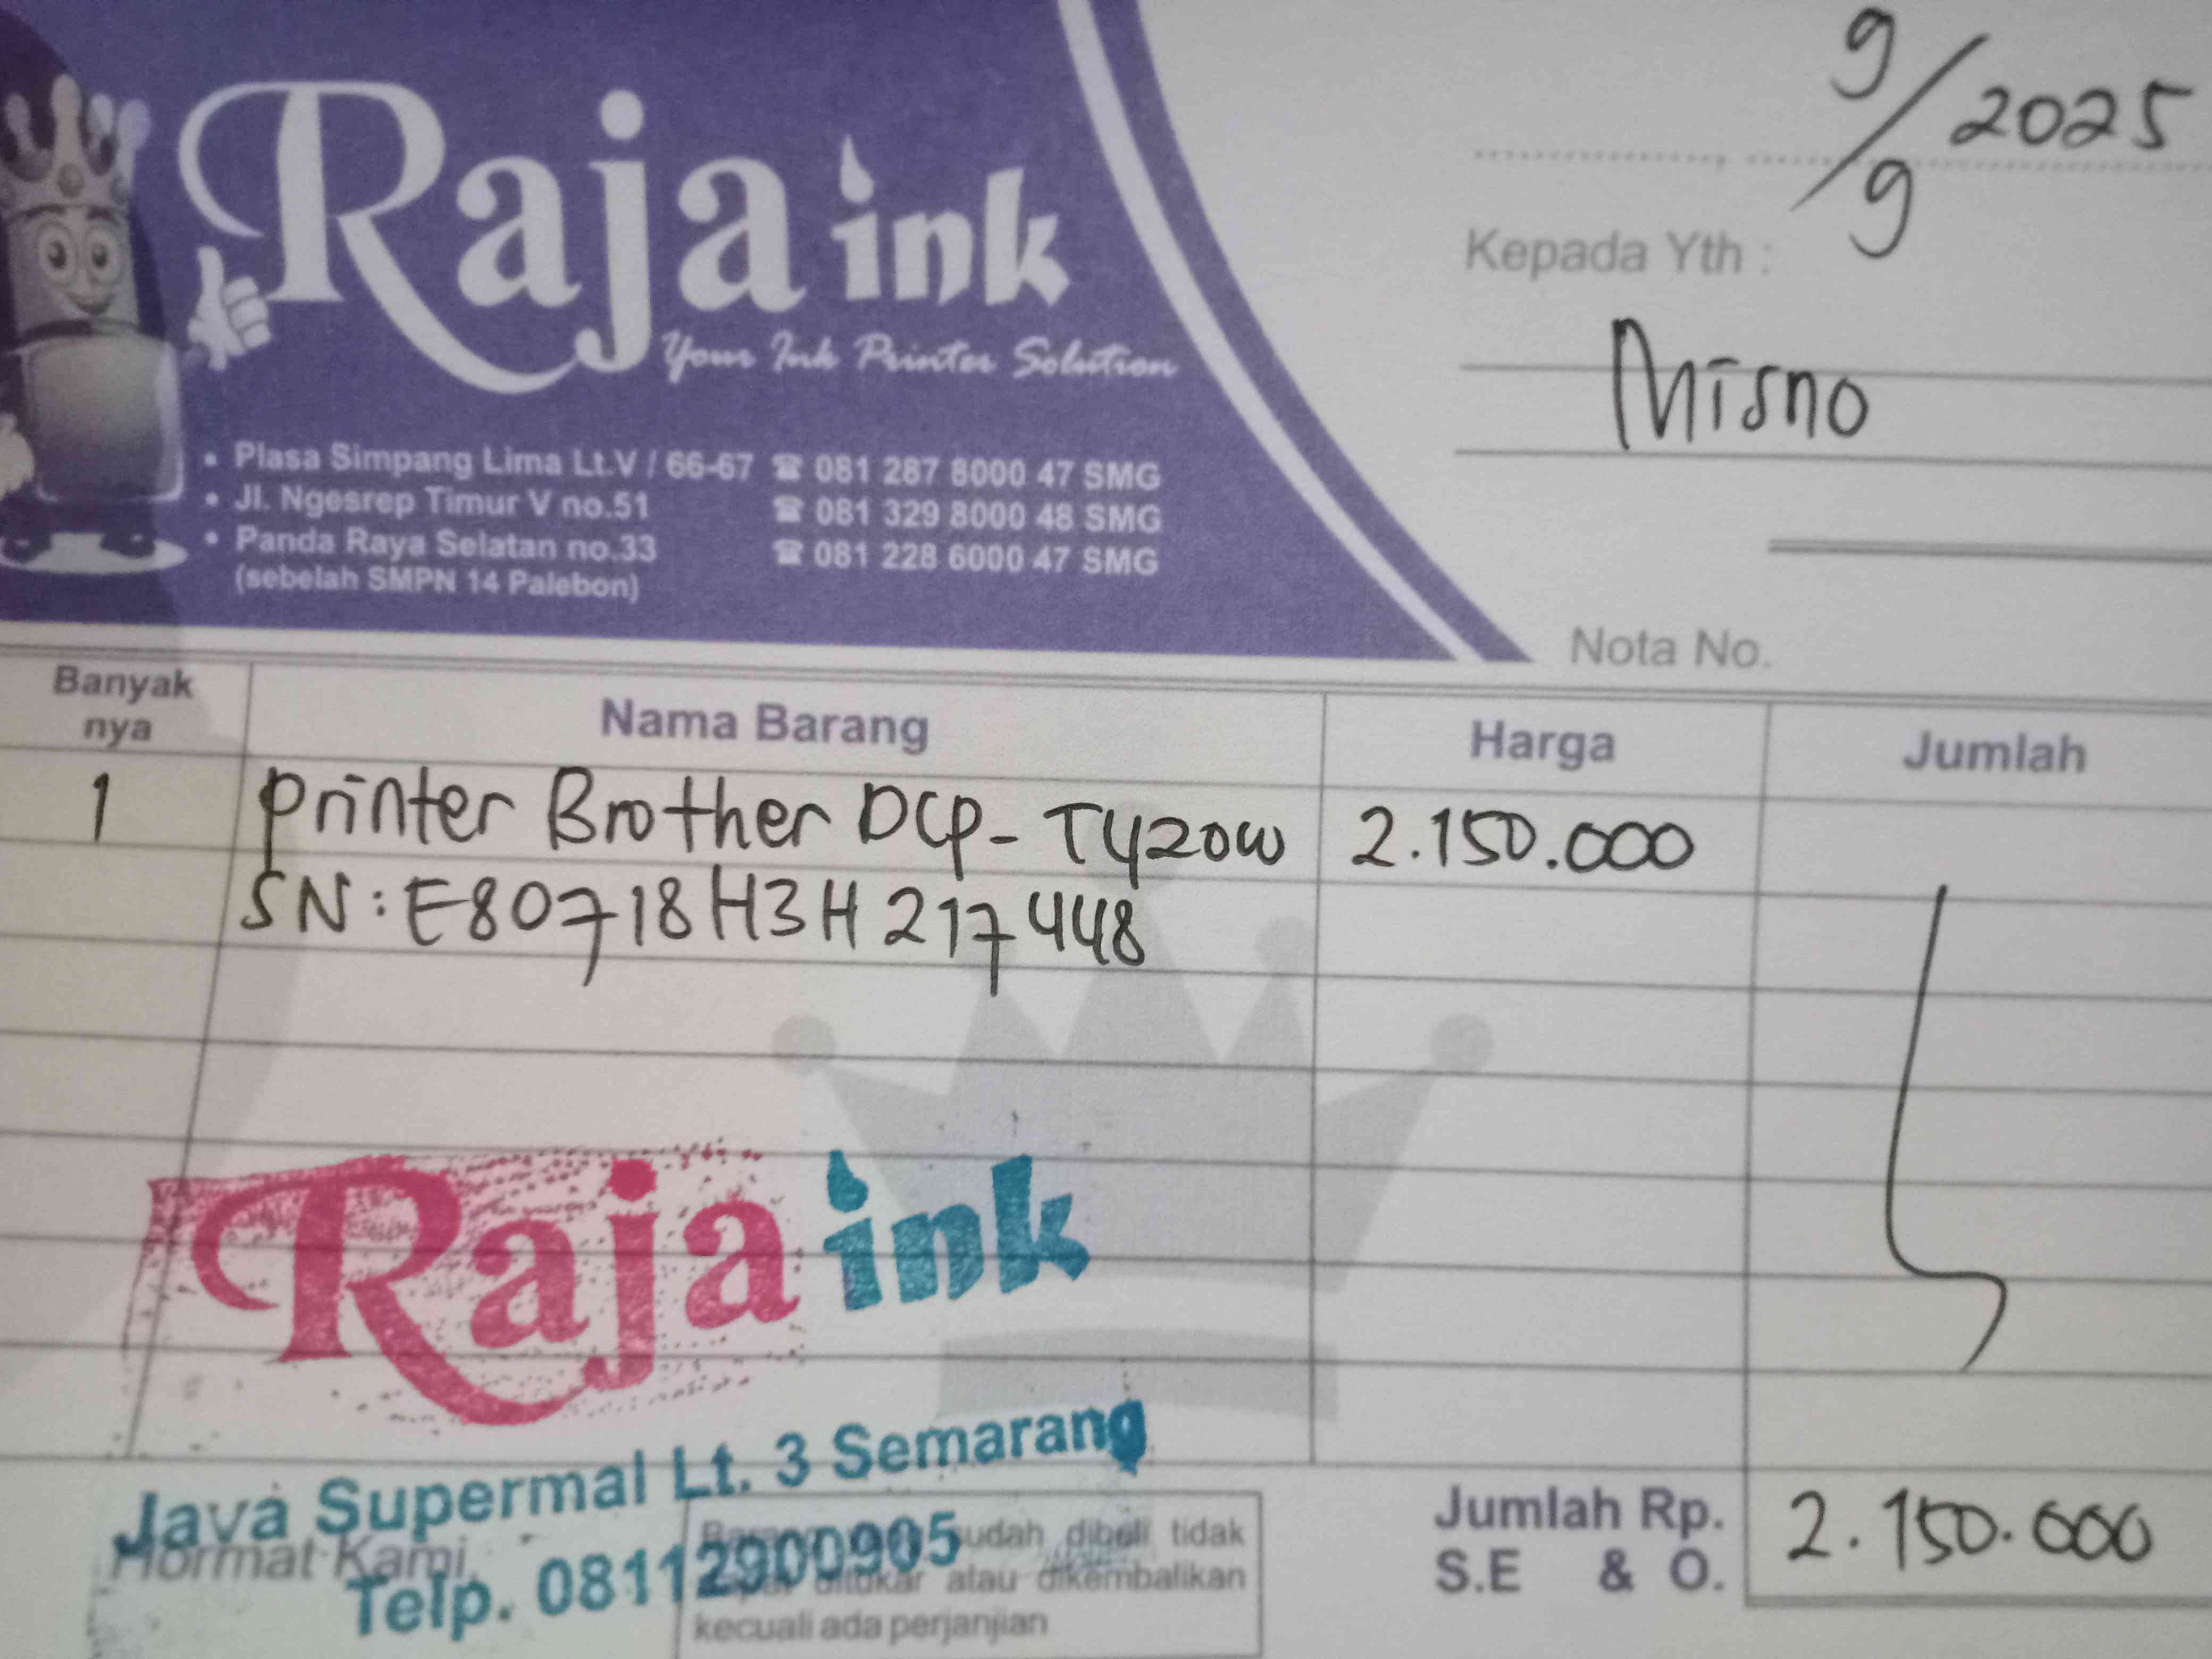 Raja ink
Your Ink Printer Solution
• Plasa Simpang Lima Lt.V / 66-67 ☎ 081 287 8000 47 SMG
• Jl. Ngesrep Timur V no.51 ☎ 081 329 8000 48 SMG
• Panda Raya Selatan no.33 ☎ 081 228 6000 47 SMG
(sebelah SMPN 14 Palebon)
9/9 2025
Kepada Yth :
Misno
Nota No.
Banyak nya Nama Barang Harga Jumlah
1 Printer Brother DCP-T420W 2.150.000
SN: E80718H3H217448
Raja ink
Java Supermal Lt. 3 Semarang
Telp. 08112900905
Hormat Kami,
Barang sudah dibeli tidak
dapat ditukar atau dikembalikan
kecuali ada perjanjian
Jumlah Rp. 2.150.000
S.E & O.